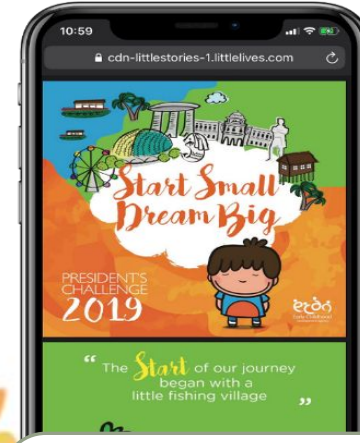 10:59
cdn-littlestories-1.littlelives.com
Start Small
Dream Big
PRESIDENT'S
CHALLENGE
2019
ecda
“ The Start of our journey
began with a
little fishing village ”